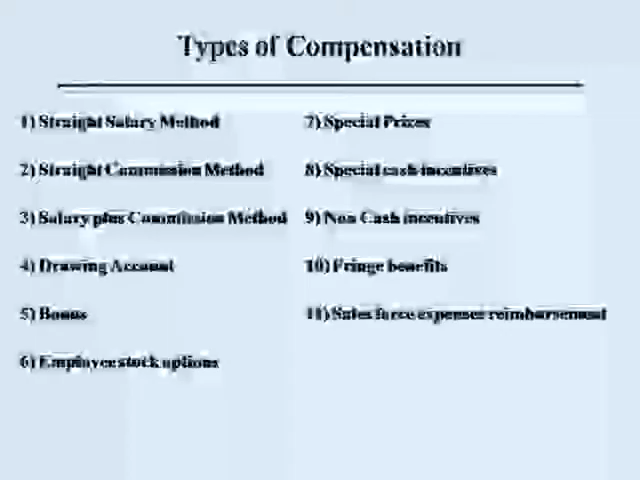 Types of Compensation
1) Straight Salary Method
2) Straight Commission Method
3) Salary plus Commission Method
4) Drawing Account
5) Bonus
6) Employee stock options
7) Special Prizes
8) Special cash incentives
9) Non Cash incentives
10) Fringe benefits
11) Sales force expenses reimbursement